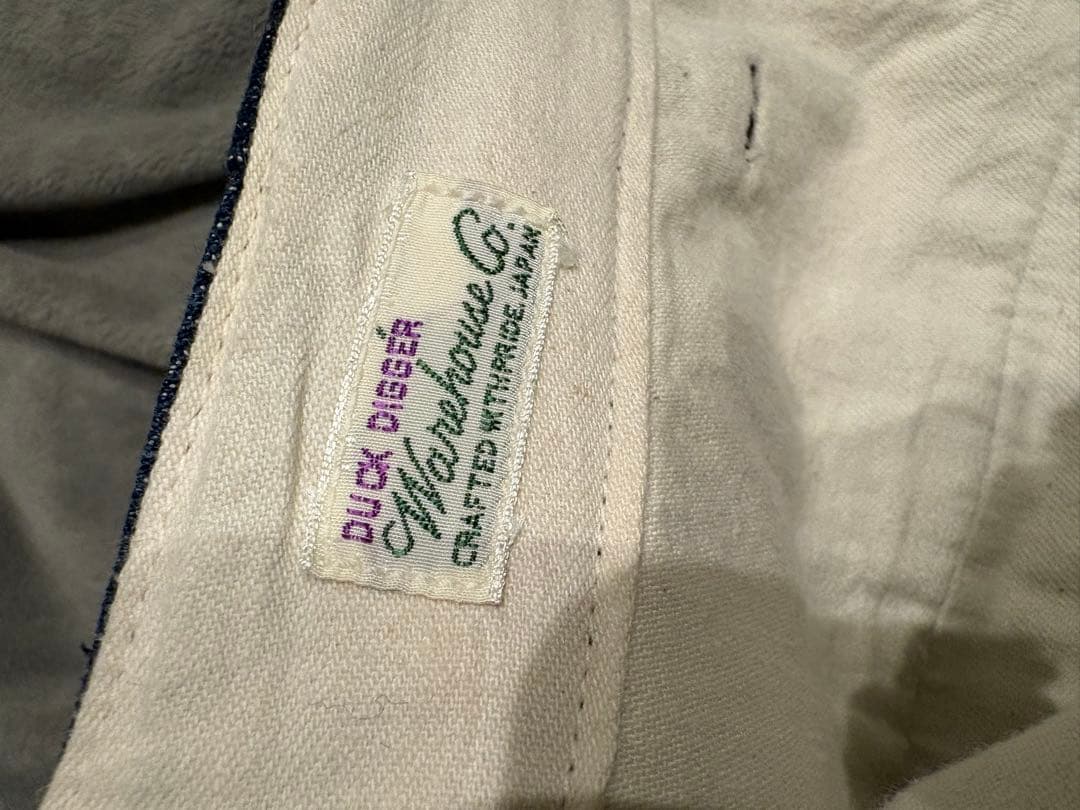 DUCK DIGGER
Warehouse Co.
CRAFTED WITH PRIDE. JAPAN